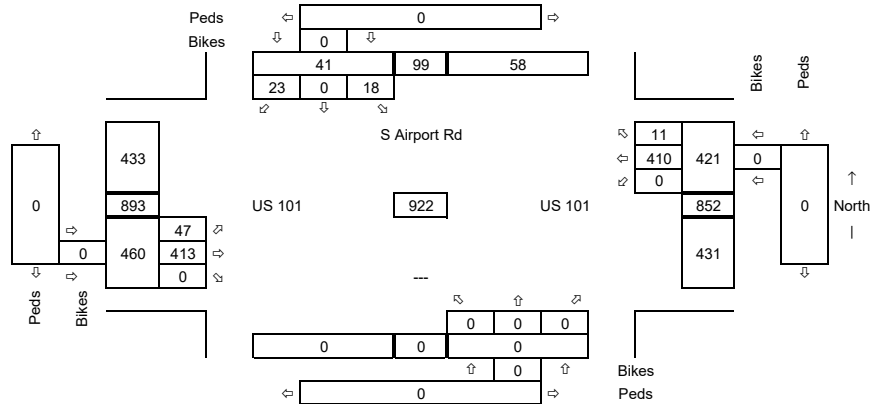 Peds ⇦ 0 ⇨
Bikes ⇩ 0 ⇩
41 99 58
23 0 18
⬃ ⇩ ⬂
S Airport Rd
Bikes
Peds
⇧
433
0
893
47 ⬀
⇨
0 460 413 ⇨
⇨ 0 ⬂
⇩
Peds
Bikes
US 101
922
US 101
---
⬁ 11 ⇦ ⇧
⇦ 410 421 0
⬃ 0 ⇦
852 0
431
⇩
↑
North
|
⬁ ⇧ ⬀
0 0 0
0 0 0
⇧ 0 ⇧ Bikes
⇦ 0 ⇨ Peds